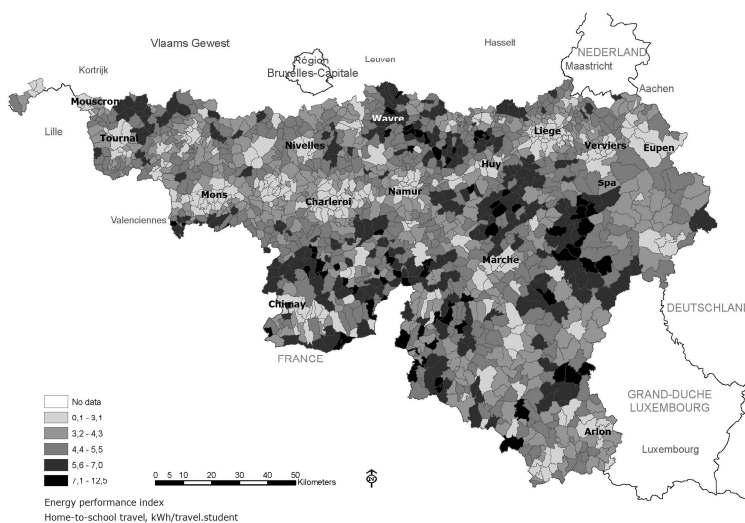 Hasselt
Vlaams Gewest
NEDERLAND
Kortrijk
Région
Bruxelles-Capitale
Leuven
Maastricht
Aachen
Mouscron
Lille
Tournai
Wavre
Nivelles
Liege
Verviers
Eupen
Huy
Spa
Mons
Charleroi
Namur
Valenciennes
Marche
Chimay
FRANCE
DEUTSCHLAND
GRAND-DUCHE
LUXEMBOURG
Arlon
Luxembourg
No data
0,1 - 3,1
3,2 - 4,3
4,4 - 5,5
5,6 - 7,0
7,1 - 12,5
0 5 10 20 30 40 50
Kilometers
N
Energy performance index
Home-to-school travel, kWh/travel.student